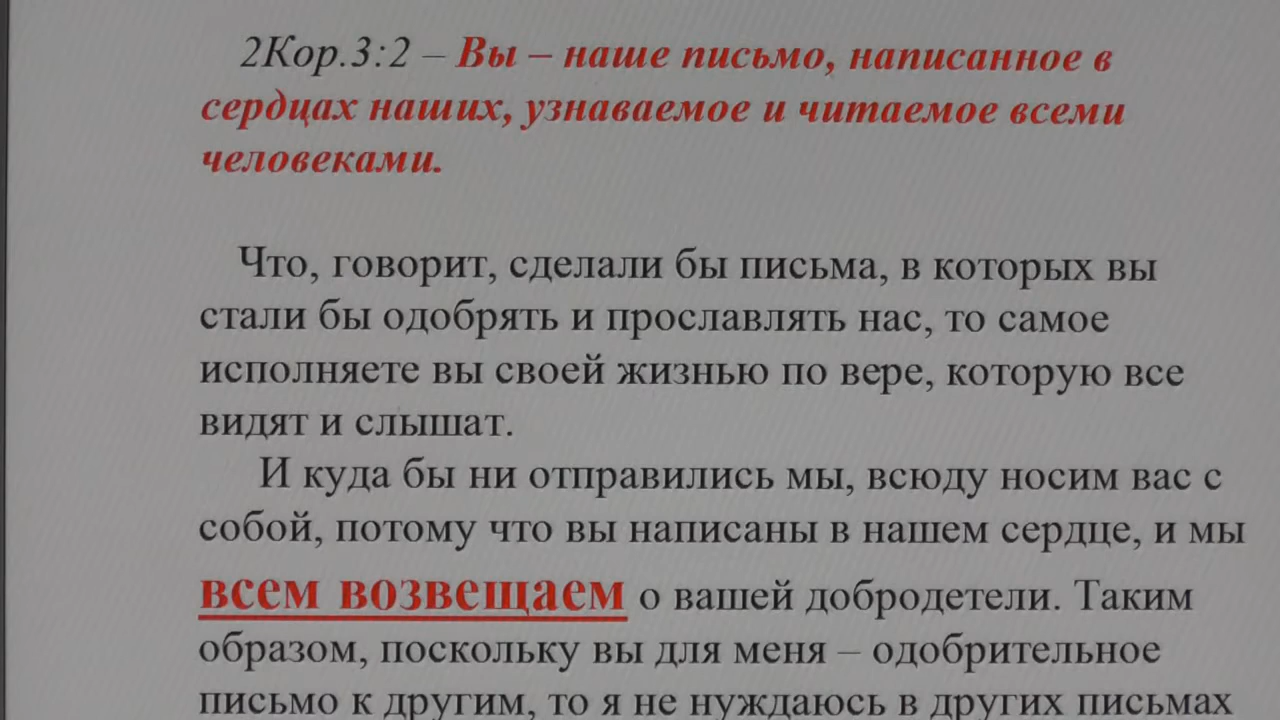 2Кор.3:2 – Вы – наше письмо, написанное в
сердцах наших, узнаваемое и читаемое всеми
человеками.
Что, говорит, сделали бы письма, в которых вы
стали бы одобрять и прославлять нас, то самое
исполняете вы своей жизнью по вере, которую все
видят и слышат.
И куда бы ни отправились мы, всюду носим вас с
собой, потому что вы написаны в нашем сердце, и мы
всем возвещаем о вашей добродетели. Таким
образом, поскольку вы для меня – одобрительное
письмо к другим, то я не нуждаюсь в других письмах